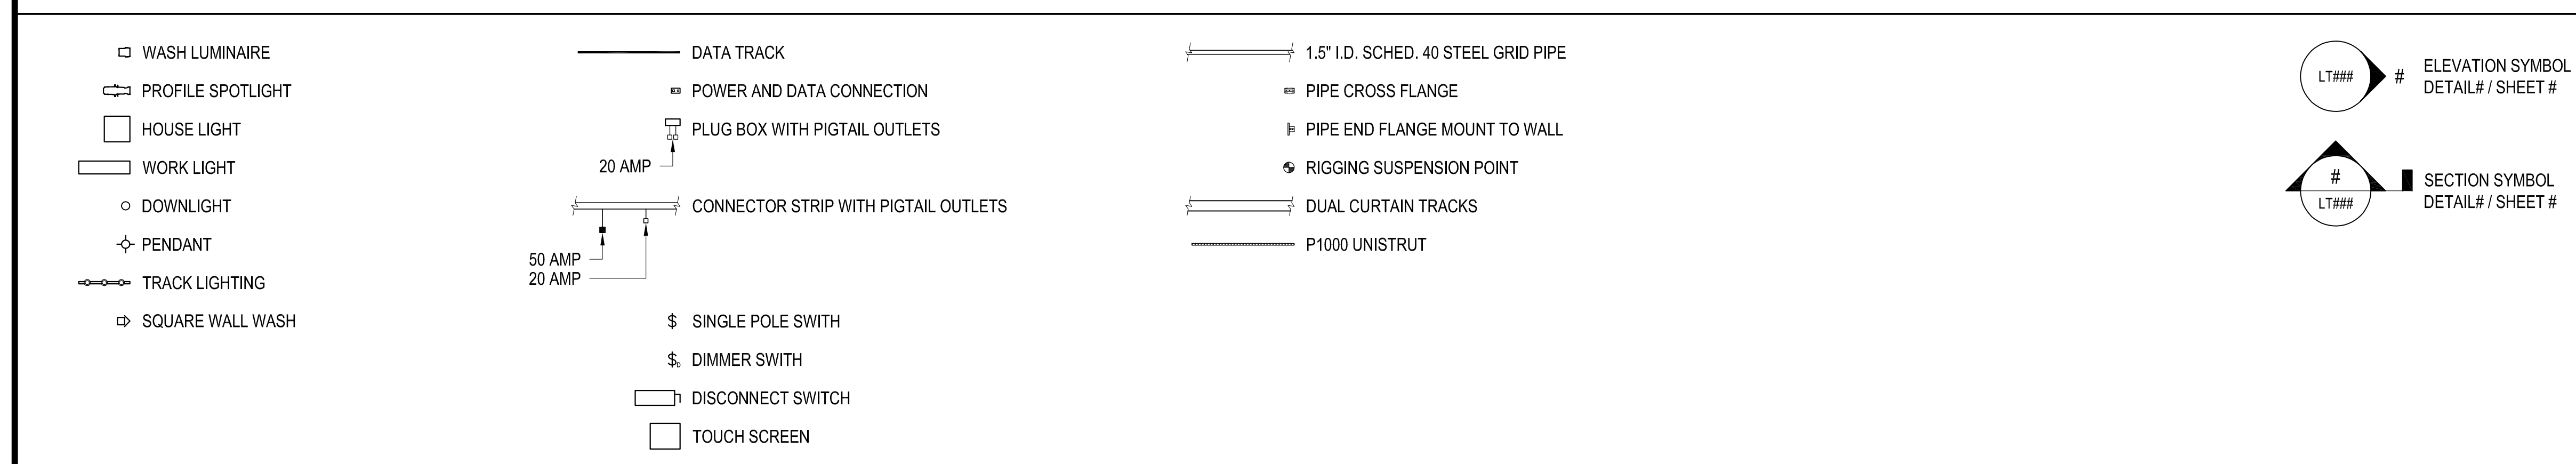 WASH LUMINAIRE
PROFILE SPOTLIGHT
HOUSE LIGHT
WORK LIGHT
DOWNLIGHT
PENDANT
TRACK LIGHTING
SQUARE WALL WASH
DATA TRACK
POWER AND DATA CONNECTION
PLUG BOX WITH PIGTAIL OUTLETS
20 AMP
CONNECTOR STRIP WITH PIGTAIL OUTLETS
50 AMP
20 AMP
$ SINGLE POLE SWITH
$D DIMMER SWITH
DISCONNECT SWITCH
TOUCH SCREEN
1.5" I.D. SCHED. 40 STEEL GRID PIPE
PIPE CROSS FLANGE
PIPE END FLANGE MOUNT TO WALL
RIGGING SUSPENSION POINT
DUAL CURTAIN TRACKS
P1000 UNISTRUT
LT### #
ELEVATION SYMBOL
DETAIL# / SHEET #
#
LT###
SECTION SYMBOL
DETAIL# / SHEET #